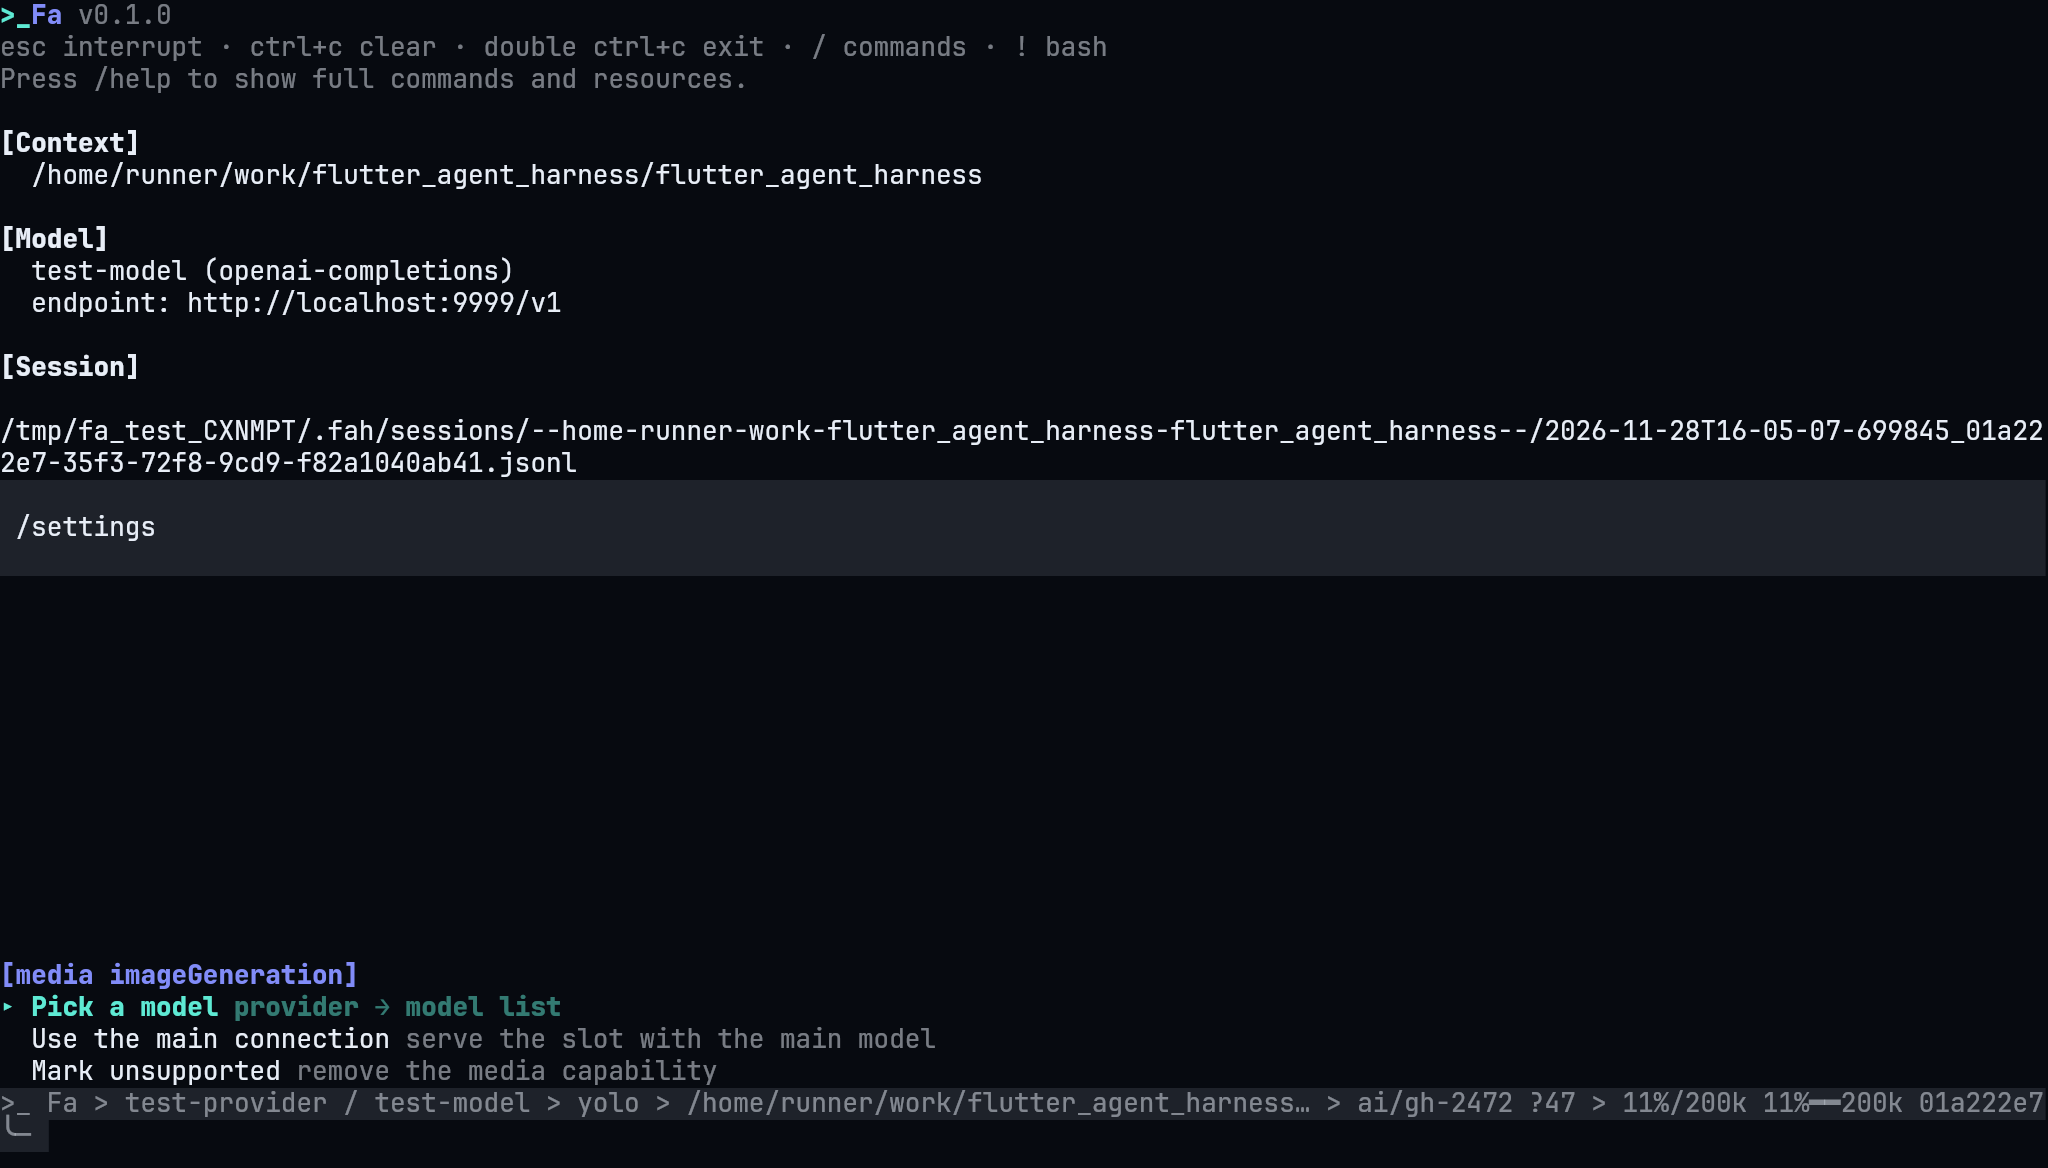 >_Fa v0.1.0
esc interrupt · ctrl+c clear · double ctrl+c exit · / commands · ! bash
Press /help to show full commands and resources.
[Context]
/home/runner/work/flutter_agent_harness/flutter_agent_harness
[Model]
test-model (openai-completions)
endpoint: http://localhost:9999/v1
[Session]
/tmp/fa_test_CXNMPT/.fah/sessions/--home-runner-work-flutter_agent_harness-flutter_agent_harness--/2026-11-28T16-05-07-699845_01a22
2e7-35f3-72f8-9cd9-f82a1040ab41.jsonl
/settings
[media imageGeneration]
▸ Pick a model provider → model list
Use the main connection serve the slot with the main model
Mark unsupported remove the media capability
>_ Fa > test-provider / test-model > yolo > /home/runner/work/flutter_agent_harness… > ai/gh-2472 ?47 > 11%/200k 11%━━200k 01a222e7
╰─